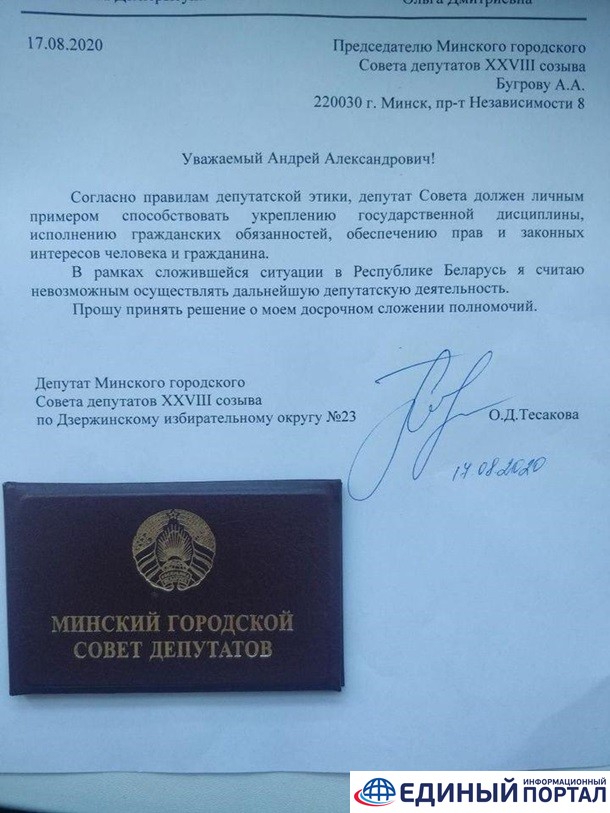 Ольга Дмитриевна
17.08.2020
Председателю Минского городского
Совета депутатов XXVIII созыва
Бугрову А.А.
220030 г. Минск, пр-т Независимости 8
Уважаемый Андрей Александрович!
Согласно правилам депутатской этики, депутат Совета должен личным
примером способствовать укреплению государственной дисциплины,
исполнению гражданских обязанностей, обеспечению прав и законных
интересов человека и гражданина.
В рамках сложившейся ситуации в Республике Беларусь я считаю
невозможным осуществлять дальнейшую депутатскую деятельность.
Прошу принять решение о моем досрочном сложении полномочий.
Депутат Минского городского
Совета депутатов XXVIII созыва
по Дзержинскому избирательному округу №23
О.Д.Тесакова
17.08.2020
МИНСКИЙ ГОРОДСКОЙ
СОВЕТ ДЕПУТАТОВ
ИНФОРМАЦИОННЫЙ
ЕДИНЫЙ ПОРТАЛ